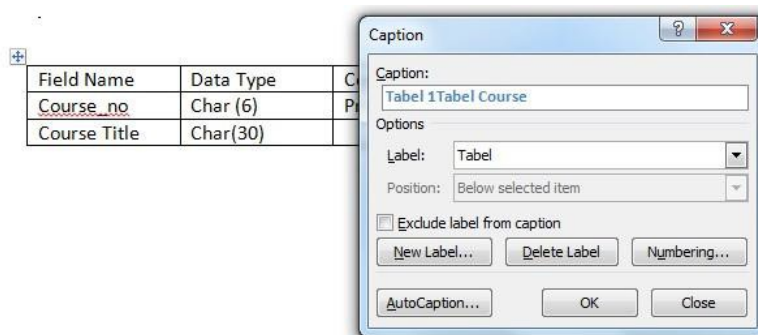 Field Name Data Type
Course_no Char (6)
Course Title Char(30)
Caption
Caption:
Tabel 1Tabel Course
Options
Label: Tabel
Position: Below selected item
Exclude label from caption
New Label... Delete Label Numbering...
AutoCaption... OK Close